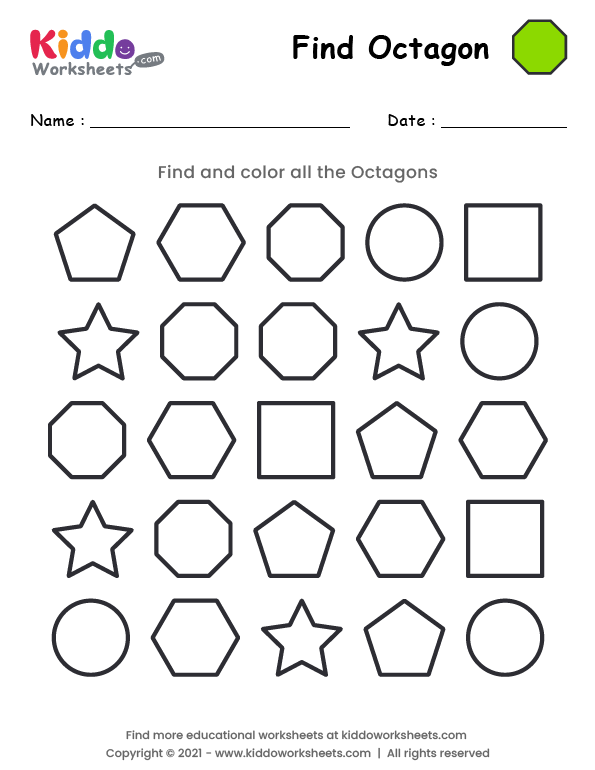 Kiddo
Worksheets
.com
Find Octagon
Name :
Date :
Find and color all the Octagons
Find more educational worksheets at kiddoworksheets.com
Copyright © 2021 - www.kiddoworksheets.com | All rights reserved